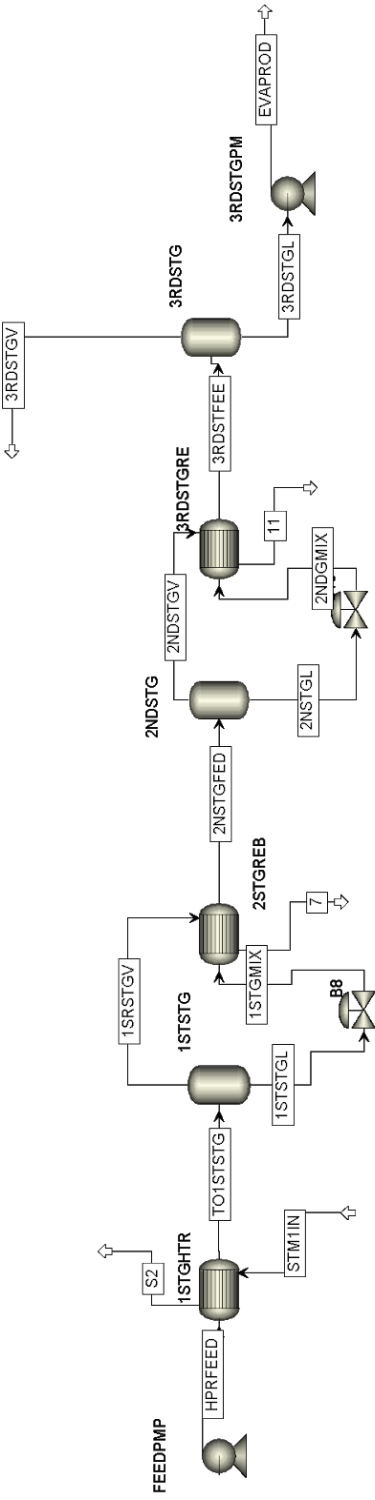 FEEDPMP
HPRFEED
1STGHTR
S2
STM1IN
TO1STSTG
1STSTG
1SRSTGV
1STSTGL
B8
1STGMIX
2STGREB
7
2NSTGFED
2NDSTG
2NDSTGV
2NSTGL
2NDGMIX
3RDSTGRE
11
3RDSTFEE
3RDSTG
3RDSTGV
3RDSTGL
3RDSTGPM
EVAPROD